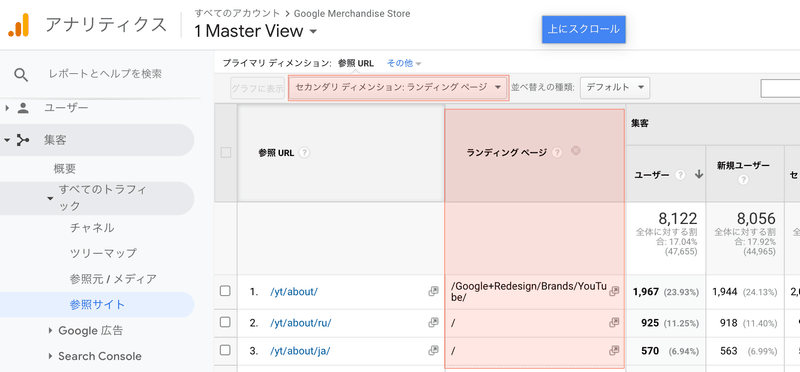 アナリティクス
すべてのアカウント > Google Merchandise Store
1 Master View
上にスクロール
レポートとヘルプを検索
ユーザー
集客
概要
すべてのトラフィ
ック
チャネル
ツリーマップ
参照元 / メディア
参照サイト
Google 広告
Search Console
プライマリ ディメンション: 参照 URL その他
グラフに表示 セカンダリ ディメンション: ランディング ページ 並べ替えの種類: デフォルト
参照 URL ? ランディング ページ ?
集客
ユーザー ?
新規ユーザー
?
セ
8,122
全体に対する割
合: 17.04%
(47,655)
8,056
全体に対する割
合: 17.92%
(44,965)
1. /yt/about/ /Google+Redesign/Brands/YouTu
be/
1,967 (23.93%) 1,944 (24.13%) 2,0
2. /yt/about/ru/ / 925 (11.25%) 918 (11.40%)
3. /yt/about/ja/ / 570 (6.94%) 563 (6.99%)